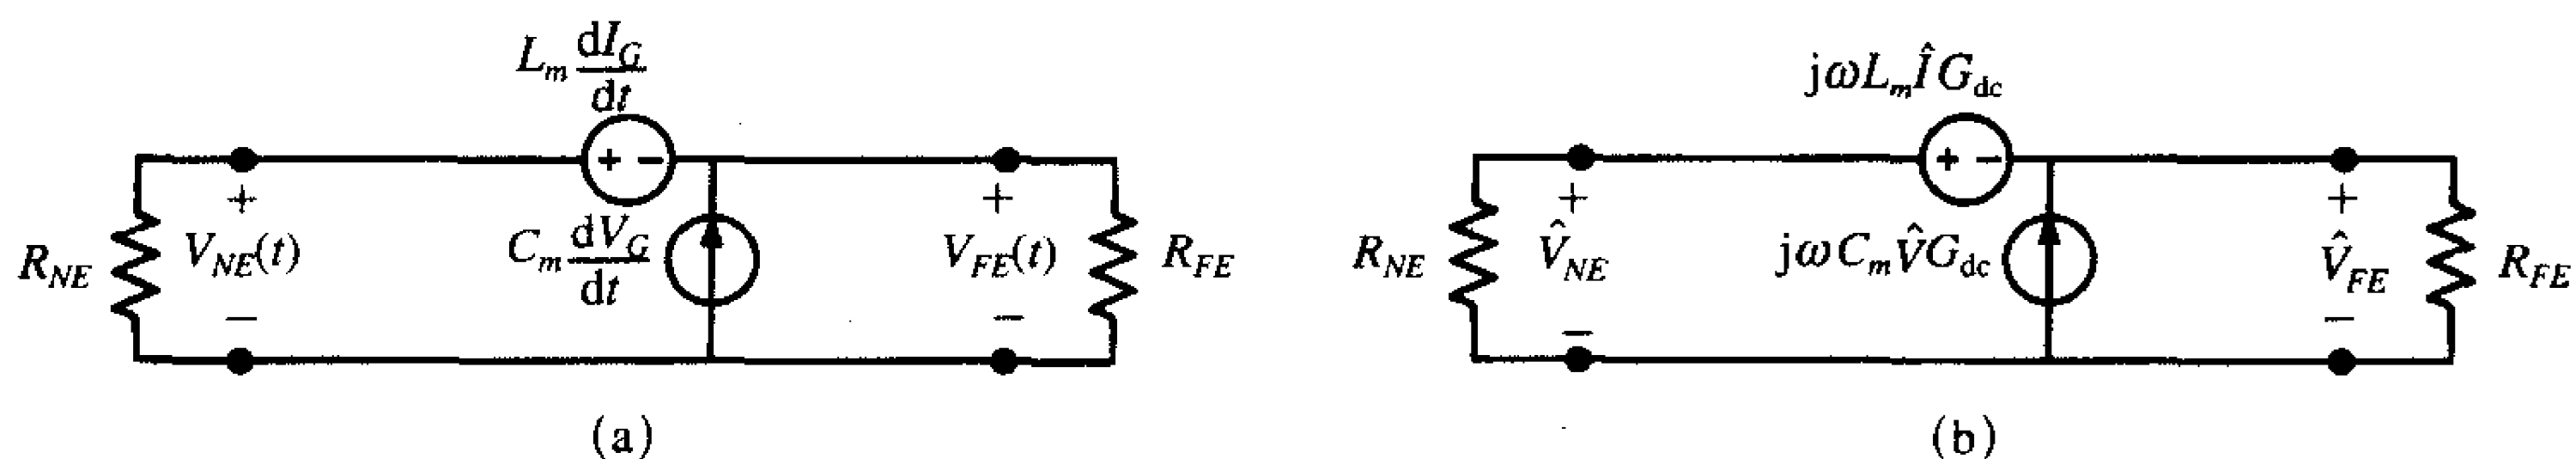 L_m dI_G/dt
+ −
R_NE
+
V_NE(t)
−
C_m dV_G/dt
+
V_FE(t)
−
R_FE
(a)
jωL_m Î G_dc
+ −
R_NE
+
V̂_NE
−
jωC_m V̂ G_dc
+
V̂_FE
−
R_FE
(b)